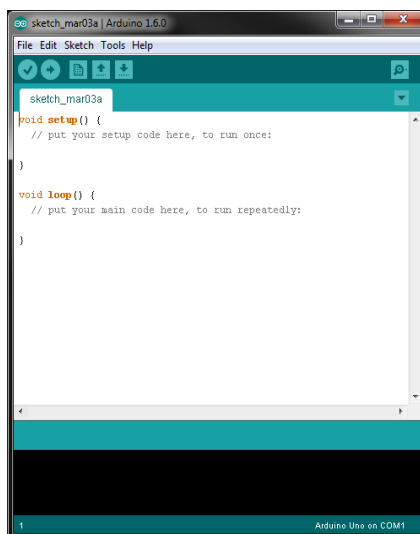 sketch_mar03a | Arduino 1.6.0
File Edit Sketch Tools Help
sketch_mar03a
void setup() {
  // put your setup code here, to run once:
}
void loop() {
  // put your main code here, to run repeatedly:
}
1 Arduino Uno on COM1